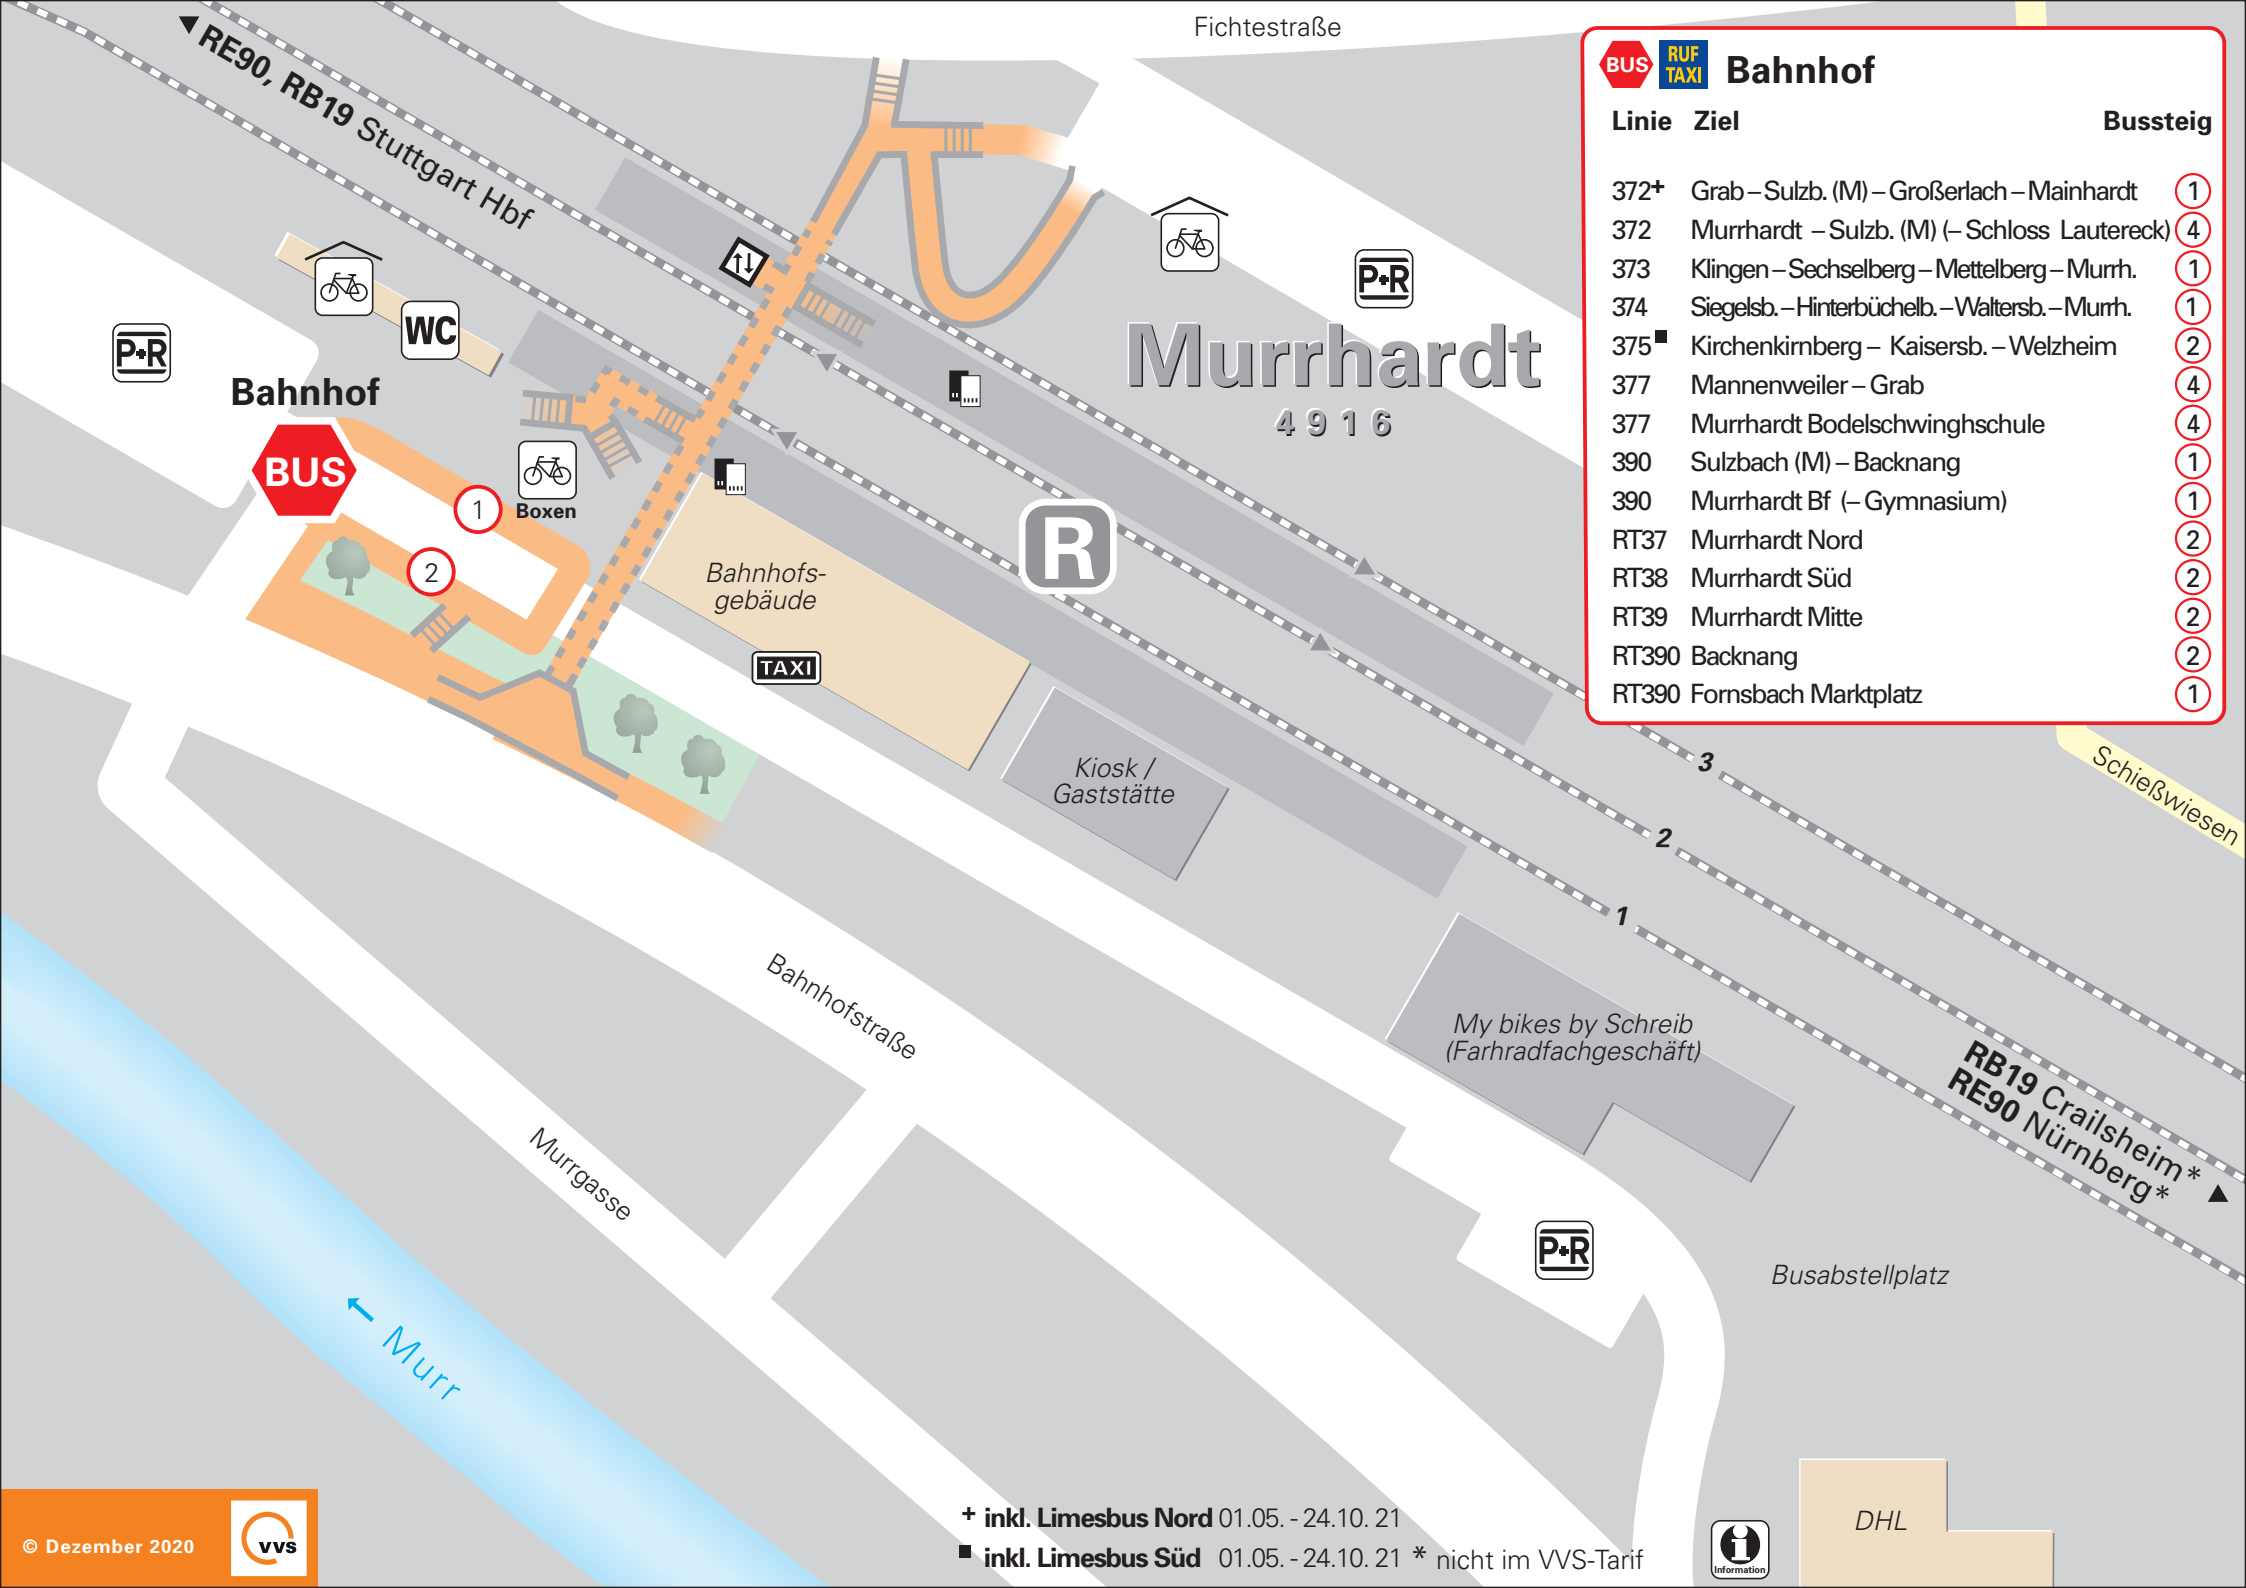 Fichtestraße
RE90, RB19 Stuttgart Hbf
BUS RUF TAXI Bahnhof
Linie Ziel Bussteig
372+ Grab – Sulzb. (M) – Großerlach – Mainhardt 1
372 Murrhardt – Sulzb. (M) (– Schloss Lautereck) 4
373 Klingen – Sechselberg – Mettelberg – Murrh. 1
374 Siegelsb. – Hinterbüchelb. – Waltersb. – Murrh. 1
375■ Kirchenkirnberg – Kaisersb. – Welzheim 2
377 Mannenweiler – Grab 4
377 Murrhardt Bodelschwinghschule 4
390 Sulzbach (M) – Backnang 1
390 Murrhardt Bf (– Gymnasium) 1
RT37 Murrhardt Nord 2
RT38 Murrhardt Süd 2
RT39 Murrhardt Mitte 2
RT390 Backnang 2
RT390 Fornsbach Marktplatz 1
P+R
WC
P+R
Murrhardt
4916
Bahnhof
BUS
1
Boxen
2
R
Bahnhofs-
gebäude
TAXI
Kiosk /
Gaststätte
3
2
1
Schießwiesen
Bahnhofstraße
My bikes by Schreib
(Farhradfachgeschäft)
RB19 Crailsheim*
RE90 Nürnberg*
Murrgasse
P+R
Busabstellplatz
Murr
DHL
Information
+ inkl. Limesbus Nord 01.05. - 24.10. 21
■ inkl. Limesbus Süd 01.05. - 24.10. 21 * nicht im VVS-Tarif
© Dezember 2020
vvs